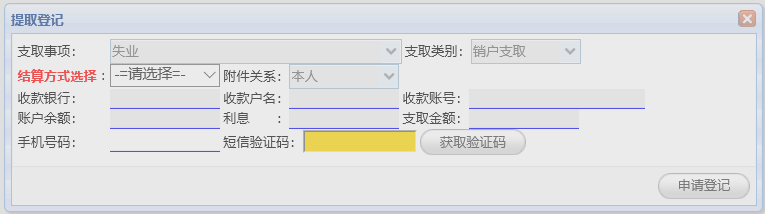 提取登记
支取事项： 失业 支取类别： 销户支取
结算方式选择： -=请选择=- 附件关系： 本人
收款银行： 收款户名： 收款账号：
账户余额： 利息 ： 支取金额：
手机号码： 短信验证码： 获取验证码
申请登记